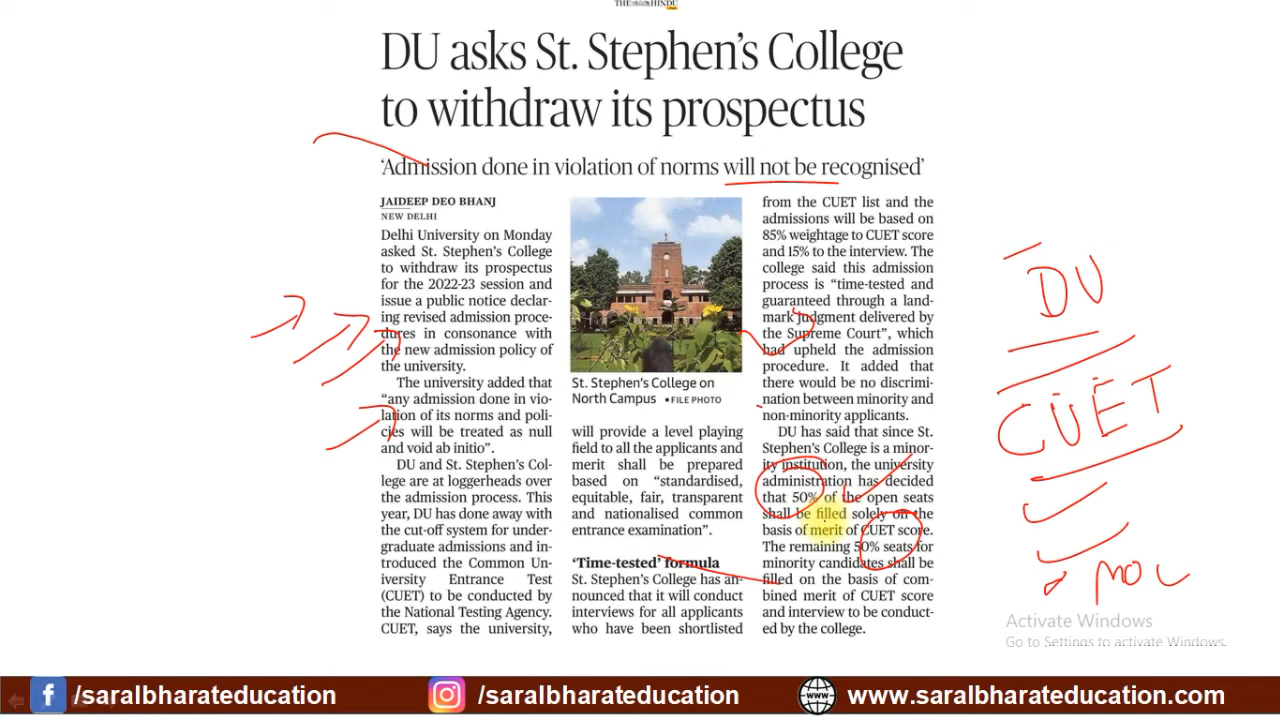 THE HINDU
DU asks St. Stephen's College
to withdraw its prospectus
'Admission done in violation of norms will not be recognised'
JAIDEEP DEO BHANJ
NEW DELHI
Delhi University on Monday
asked St. Stephen's College
to withdraw its prospectus
for the 2022-23 session and
issue a public notice declar-
ing revised admission proce-
dures in consonance with
the new admission policy of
the university.
The university added that
"any admission done in vio-
lation of its norms and poli-
cies will be treated as null
and void ab initio".
DU and St. Stephen's Col-
lege are at loggerheads over
the admission process. This
year, DU has done away with
the cut-off system for under-
graduate admissions and in-
troduced the Common Un-
iversity Entrance Test
(CUET) to be conducted by
the National Testing Agency.
CUET, says the university,
St. Stephen's College on
North Campus • FILE PHOTO
will provide a level playing
field to all the applicants and
merit shall be prepared
based on "standardised,
equitable, fair, transparent
and nationalised common
entrance examination".
'Time-tested' formula
St. Stephen's College has an-
nounced that it will conduct
interviews for all applicants
who have been shortlisted
from the CUET list and the
admissions will be based on
85% weightage to CUET score
and 15% to the interview. The
college said this admission
process is "time-tested and
guaranteed through a land-
mark judgment delivered by
the Supreme Court", which
had upheld the admission
procedure. It added that
there would be no discrimi-
nation between minority and
non-minority applicants.
DU has said that since St.
Stephen's College is a minor-
ity institution, the university
administration has decided
that 50% of the open seats
shall be filled solely on the
basis of merit of CUET score.
The remaining 50% seats for
minority candidates shall be
filled on the basis of com-
bined merit of CUET score
and interview to be conduct-
ed by the college.
DU
CUET
Activate Windows
Go to Settings to activate Windows.
/saralbharateducation
/saralbharateducation
www.saralbharateducation.com